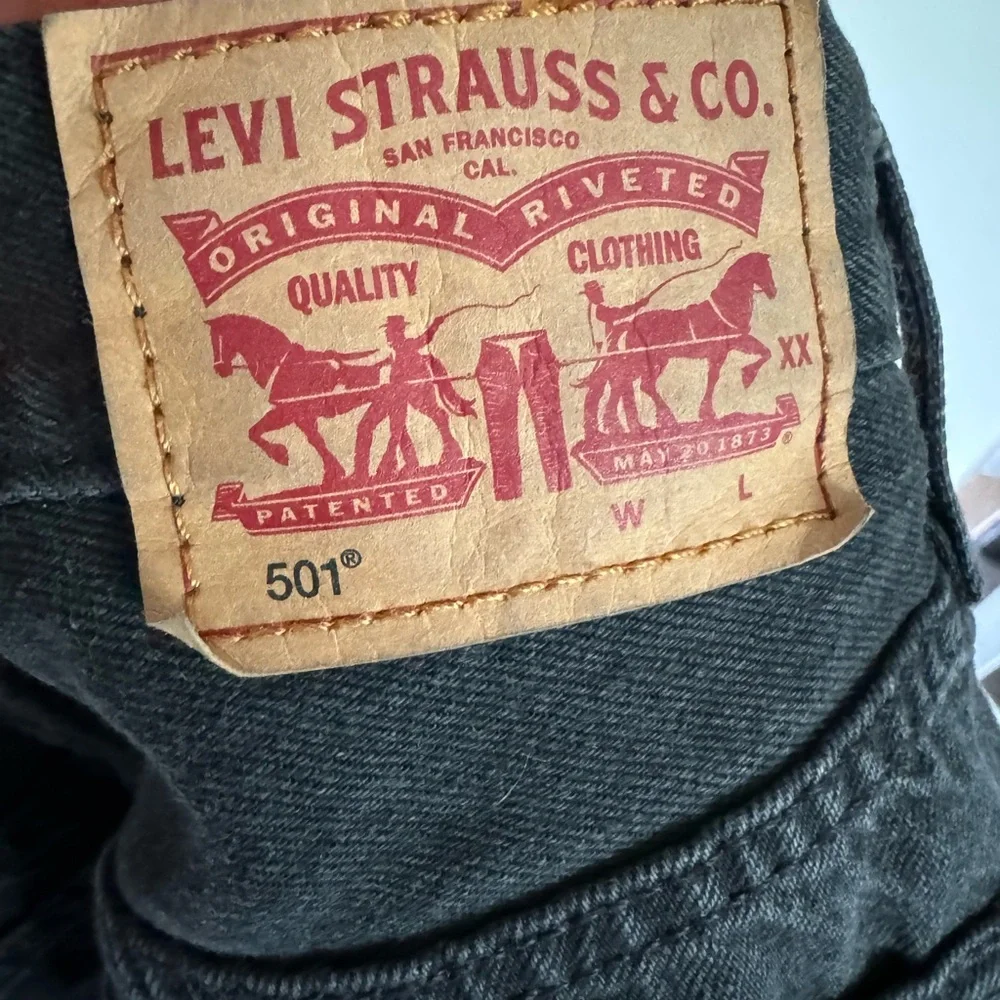 LEVI STRAUSS & CO.
SAN FRANCISCO
CAL.
ORIGINAL RIVETED
QUALITY CLOTHING
XX
PATENTED MAY 20 1873 ®
W L
501®